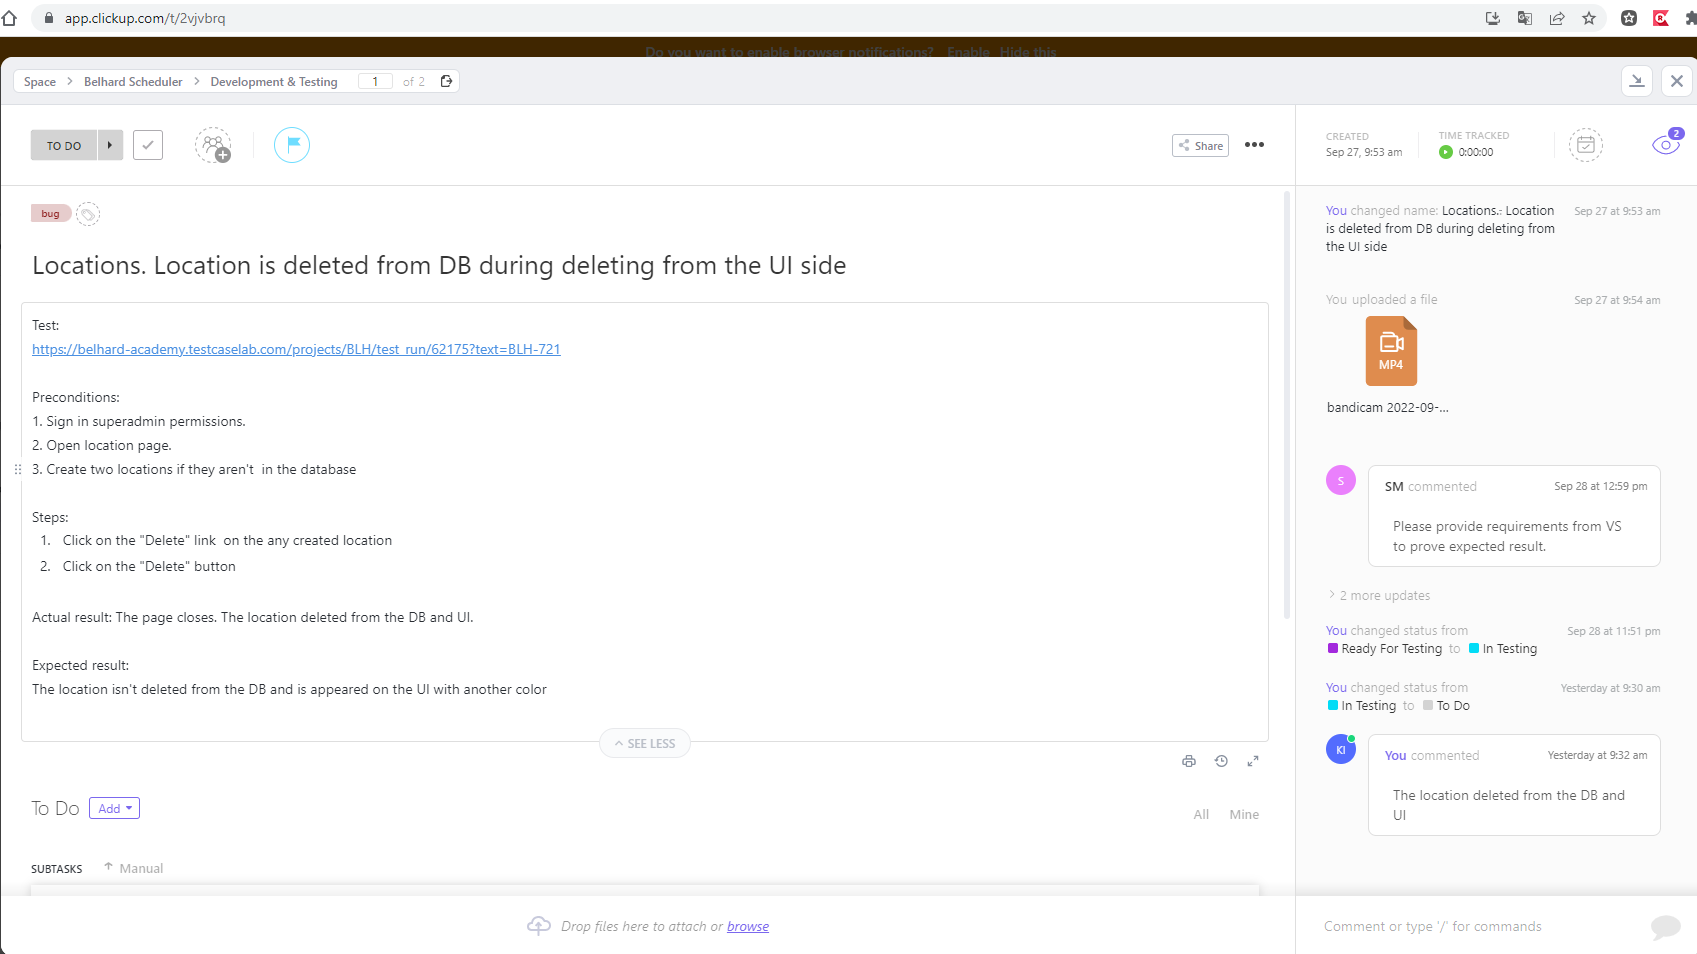 app.clickup.com/t/2vjvbrq
Do you want to enable browser notifications? Enable Hide this
Space > Belhard Scheduler > Development & Testing 1 of 2
TO DO
Share
CREATED
Sep 27, 9:53 am
TIME TRACKED
0:00:00
2
bug
Locations. Location is deleted from DB during deleting from the UI side
Test:
https://belhard-academy.testcaselab.com/projects/BLH/test_run/62175?text=BLH-721
Preconditions:
1. Sign in superadmin permissions.
2. Open location page.
3. Create two locations if they aren't  in the database
Steps:
1. Click on the "Delete" link  on the any created location
2. Click on the "Delete" button
Actual result: The page closes. The location deleted from the DB and UI.
Expected result:
The location isn't deleted from the DB and is appeared on the UI with another color
SEE LESS
To Do Add
All Mine
SUBTASKS Manual
Drop files here to attach or browse
You changed name: Locations.: Location
is deleted from DB during deleting from
the UI side
Sep 27 at 9:53 am
You uploaded a file
Sep 27 at 9:54 am
MP4
bandicam 2022-09-...
S
SM commented
Sep 28 at 12:59 pm
Please provide requirements from VS
to prove expected result.
> 2 more updates
You changed status from
Sep 28 at 11:51 pm
Ready For Testing to In Testing
You changed status from
Yesterday at 9:30 am
In Testing to To Do
KI
You commented
Yesterday at 9:32 am
The location deleted from the DB and
UI
Comment or type '/' for commands